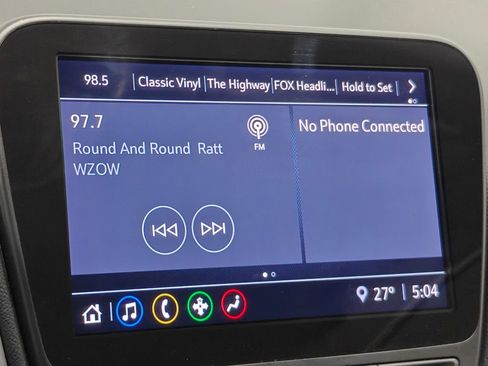 98.5 Classic Vinyl The Highway FOX Headli... Hold to Set
97.7
FM
Round And Round Ratt
WZOW
No Phone Connected
27° 5:04